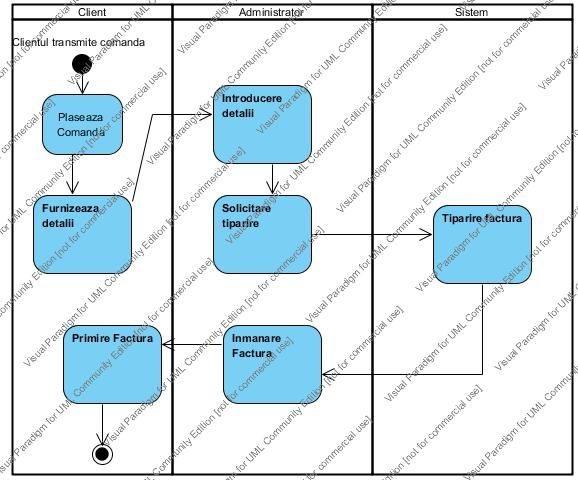 Client
Administrator
Sistem
Clientul transmite comanda
Plaseaza
Comanda
Introducere
detalii
Furnizeaza
detalii
Solicitare
tiparire
Tiparire factura
Primire Factura
Inmanare
Factura
Visual Paradigm for UML Community Edition [not for commercial use]